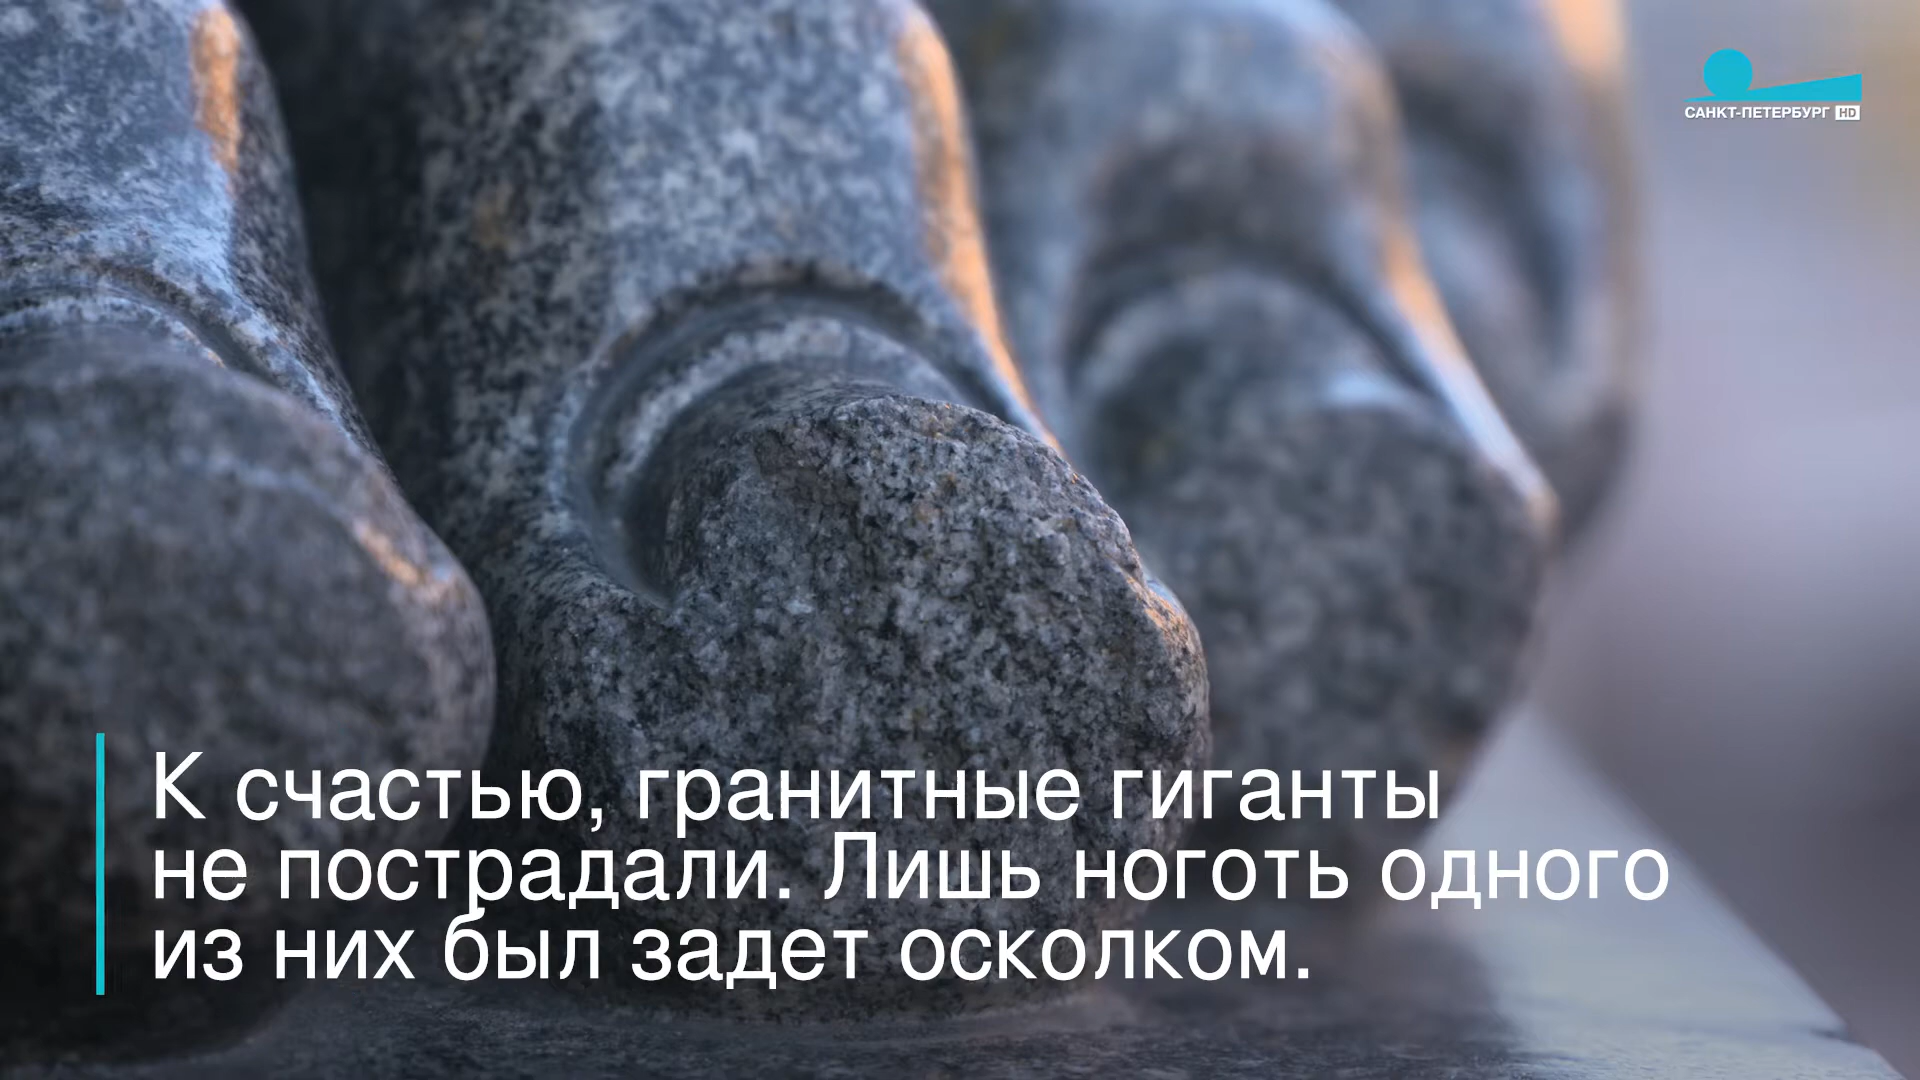 САНКТ-ПЕТЕРБУРГ HD
К счастью, гранитные гиганты
не пострадали. Лишь ноготь одного
из них был задет осколком.